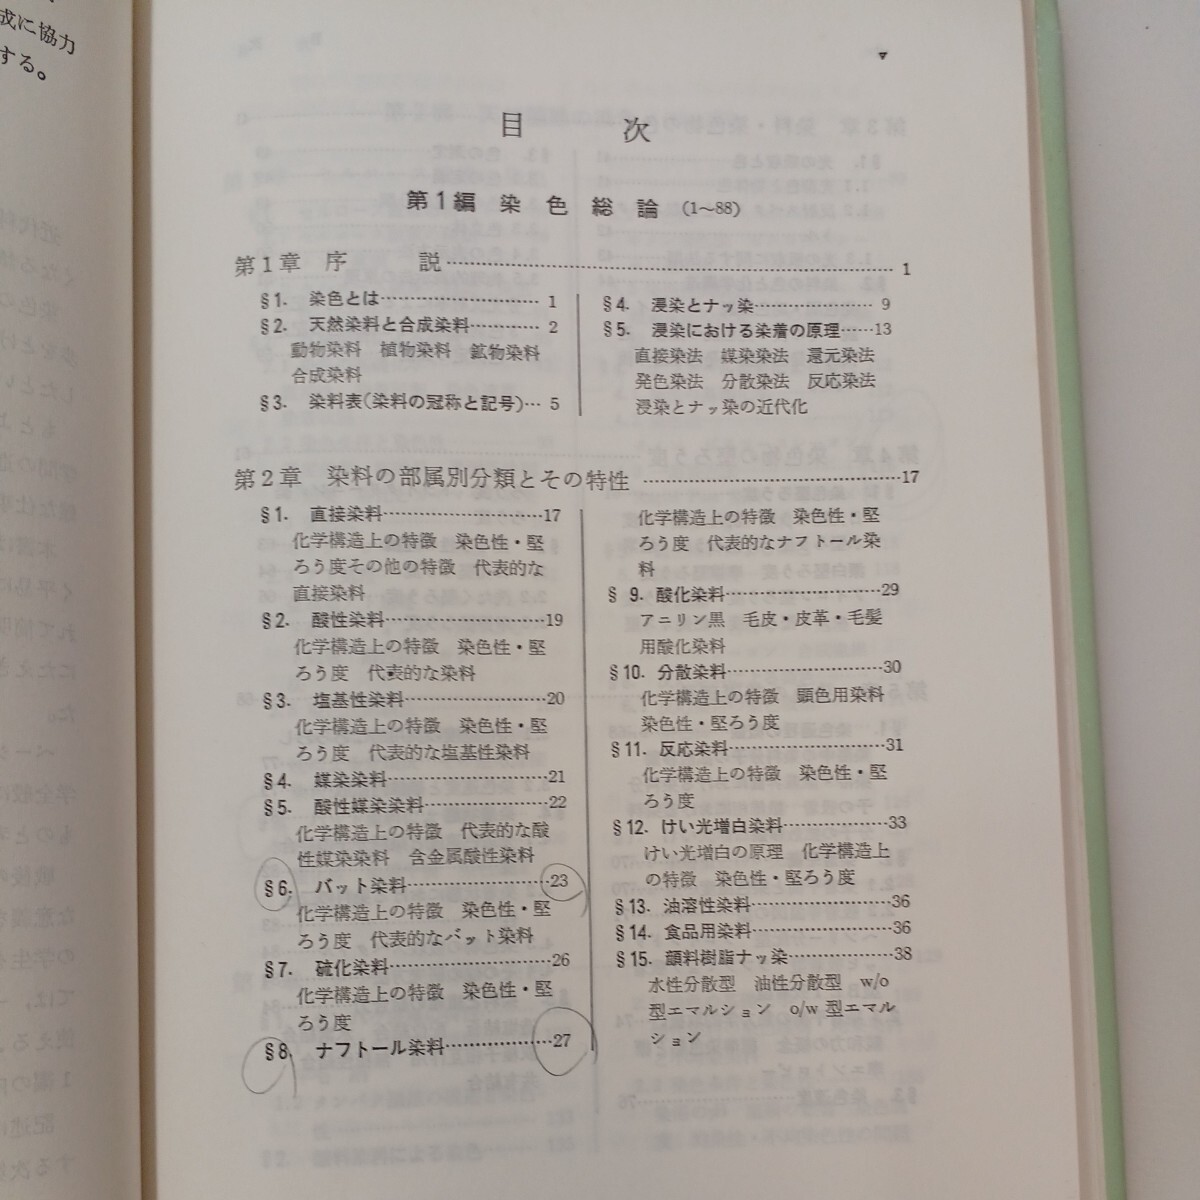 成に協力
する。
目次
第1編 染色総論 (1~88)
第1章 序 説………………1
§1. 染色とは………………1
§2. 天然染料と合成染料…………2
動物染料 植物染料 鉱物染料
合成染料
§3. 染料表(染料の冠称と記号)…5
§4. 浸染とナッ染………………9
§5. 浸染における染着の原理……13
直接染法 媒染染法 還元染法
発色染法 分散染法 反応染法
浸染とナッ染の近代化
第2章 染料の部属別分類とその特性………………17
§1. 直接染料………………17
化学構造上の特徴 染色性・堅
ろう度その他の特徴 代表的な
直接染料
§2. 酸性染料………………19
化学構造上の特徴 染色性・堅
ろう度 代表的な染料
§3. 塩基性染料………………20
化学構造上の特徴 染色性・堅
ろう度 代表的な塩基性染料
§4. 媒染染料………………21
§5. 酸性媒染染料………………22
化学構造上の特徴 代表的な酸
性媒染染料 含金属酸性染料
§6. バット染料………………23
化学構造上の特徴 染色性・堅
ろう度 代表的なバット染料
§7. 硫化染料………………26
化学構造上の特徴 染色性・堅
ろう度
§8. ナフトール染料………………27
化学構造上の特徴 染色性・堅
ろう度 代表的なナフトール染
料
§9. 酸化染料………………29
アニリン黒 毛皮・皮革・毛髪
用酸化染料
§10. 分散染料………………30
化学構造上の特徴 顕色用染料
染色性・堅ろう度
§11. 反応染料………………31
化学構造上の特徴 染色性・堅
ろう度
§12. けい光増白染料………………33
けい光増白の原理 化学構造上
の特徴 染色性・堅ろう度
§13. 油溶性染料………………36
§14. 食品用染料………………36
§15. 顔料樹脂ナッ染………………38
水性分散型 油性分散型 w/o
型エマルション o/w 型エマル
ション